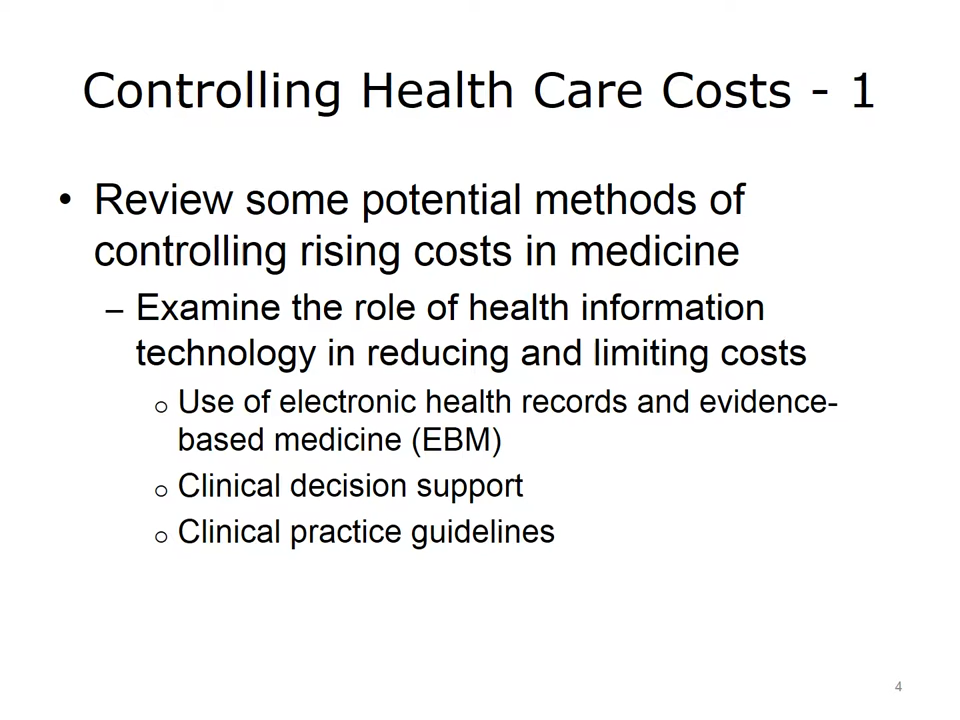 Controlling Health Care Costs - 1
• Review some potential methods of
controlling rising costs in medicine
– Examine the role of health information
technology in reducing and limiting costs
o Use of electronic health records and evidence-
based medicine (EBM)
o Clinical decision support
o Clinical practice guidelines
4